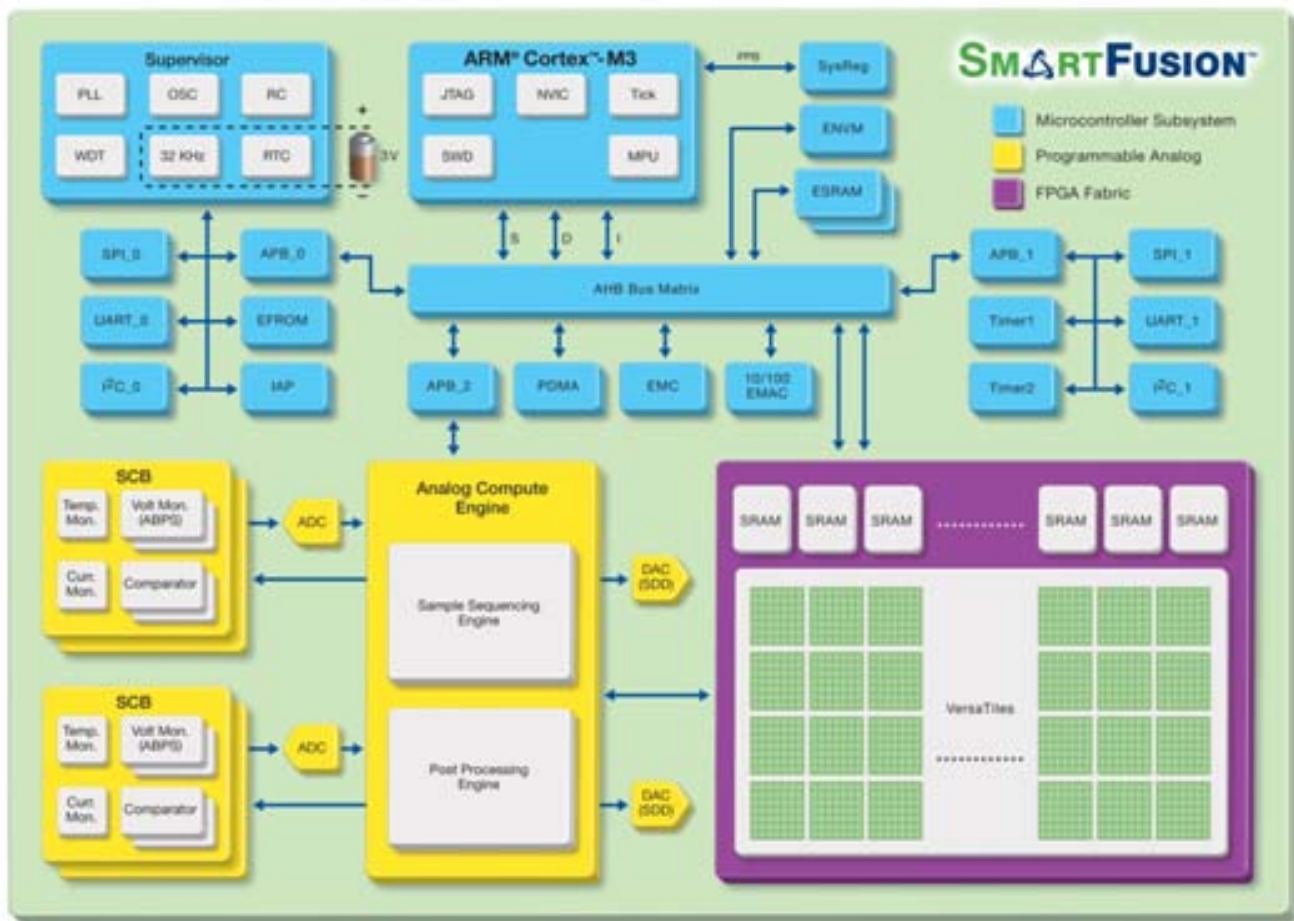 Supervisor
PLL
OSC
RC
WDT
32 KHz
RTC
+
3V
−
ARM® Cortex™-M3
JTAG
NVIC
Tick
SWD
MPU
PPB
SysReg
ENVM
ESRAM
SMARTFUSION™
Microcontroller Subsystem
Programmable Analog
FPGA Fabric
S
D
I
SPI_0
APB_0
UART_0
EFROM
I²C_0
IAP
AHB Bus Matrix
APB_1
SPI_1
Timer1
UART_1
Timer2
I²C_1
APB_2
PDMA
EMC
10/100
EMAC
SCB
Temp.
Mon.
Volt Mon.
(ABPS)
Curr.
Mon.
Comparator
ADC
SCB
Temp.
Mon.
Volt Mon.
(ABPS)
Curr.
Mon.
Comparator
ADC
Analog Compute
Engine
Sample Sequencing
Engine
Post Processing
Engine
DAC
(SDD)
DAC
(SDD)
SRAM
SRAM
SRAM
SRAM
SRAM
SRAM
VersaTiles